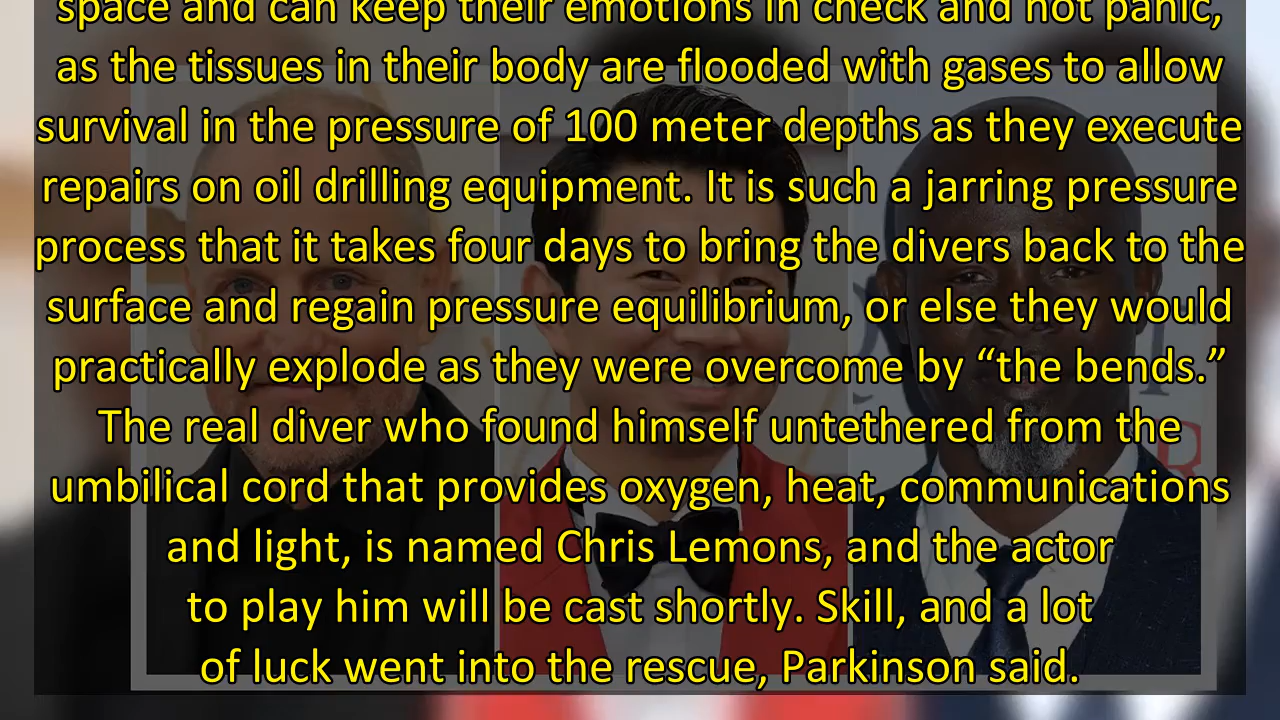 space and can keep their emotions in check and not panic,
as the tissues in their body are flooded with gases to allow
survival in the pressure of 100 meter depths as they execute
repairs on oil drilling equipment. It is such a jarring pressure
process that it takes four days to bring the divers back to the
surface and regain pressure equilibrium, or else they would
practically explode as they were overcome by “the bends.”
The real diver who found himself untethered from the
umbilical cord that provides oxygen, heat, communications
and light, is named Chris Lemons, and the actor
to play him will be cast shortly. Skill, and a lot
of luck went into the rescue, Parkinson said.